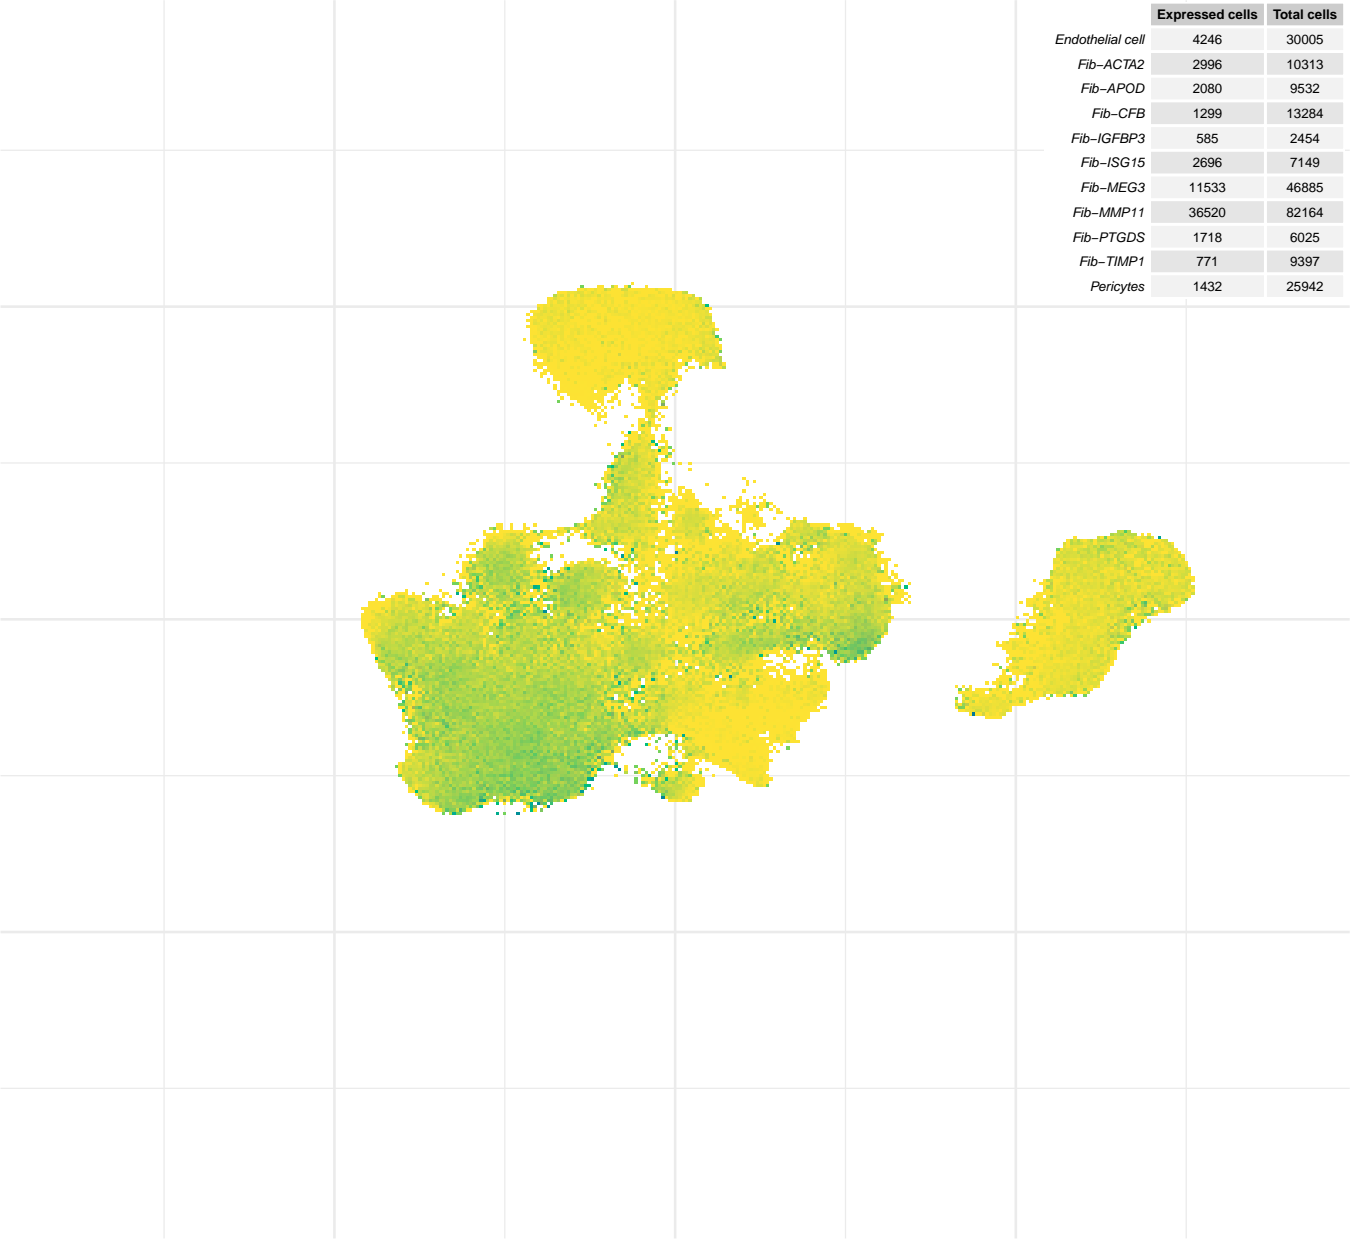 Expressed cells Total cells
Endothelial cell 4246 30005
Fib−ACTA2 2996 10313
Fib−APOD 2080 9532
Fib−CFB 1299 13284
Fib−IGFBP3 585 2454
Fib−ISG15 2696 7149
Fib−MEG3 11533 46885
Fib−MMP11 36520 82164
Fib−PTGDS 1718 6025
Fib−TIMP1 771 9397
Pericytes 1432 25942